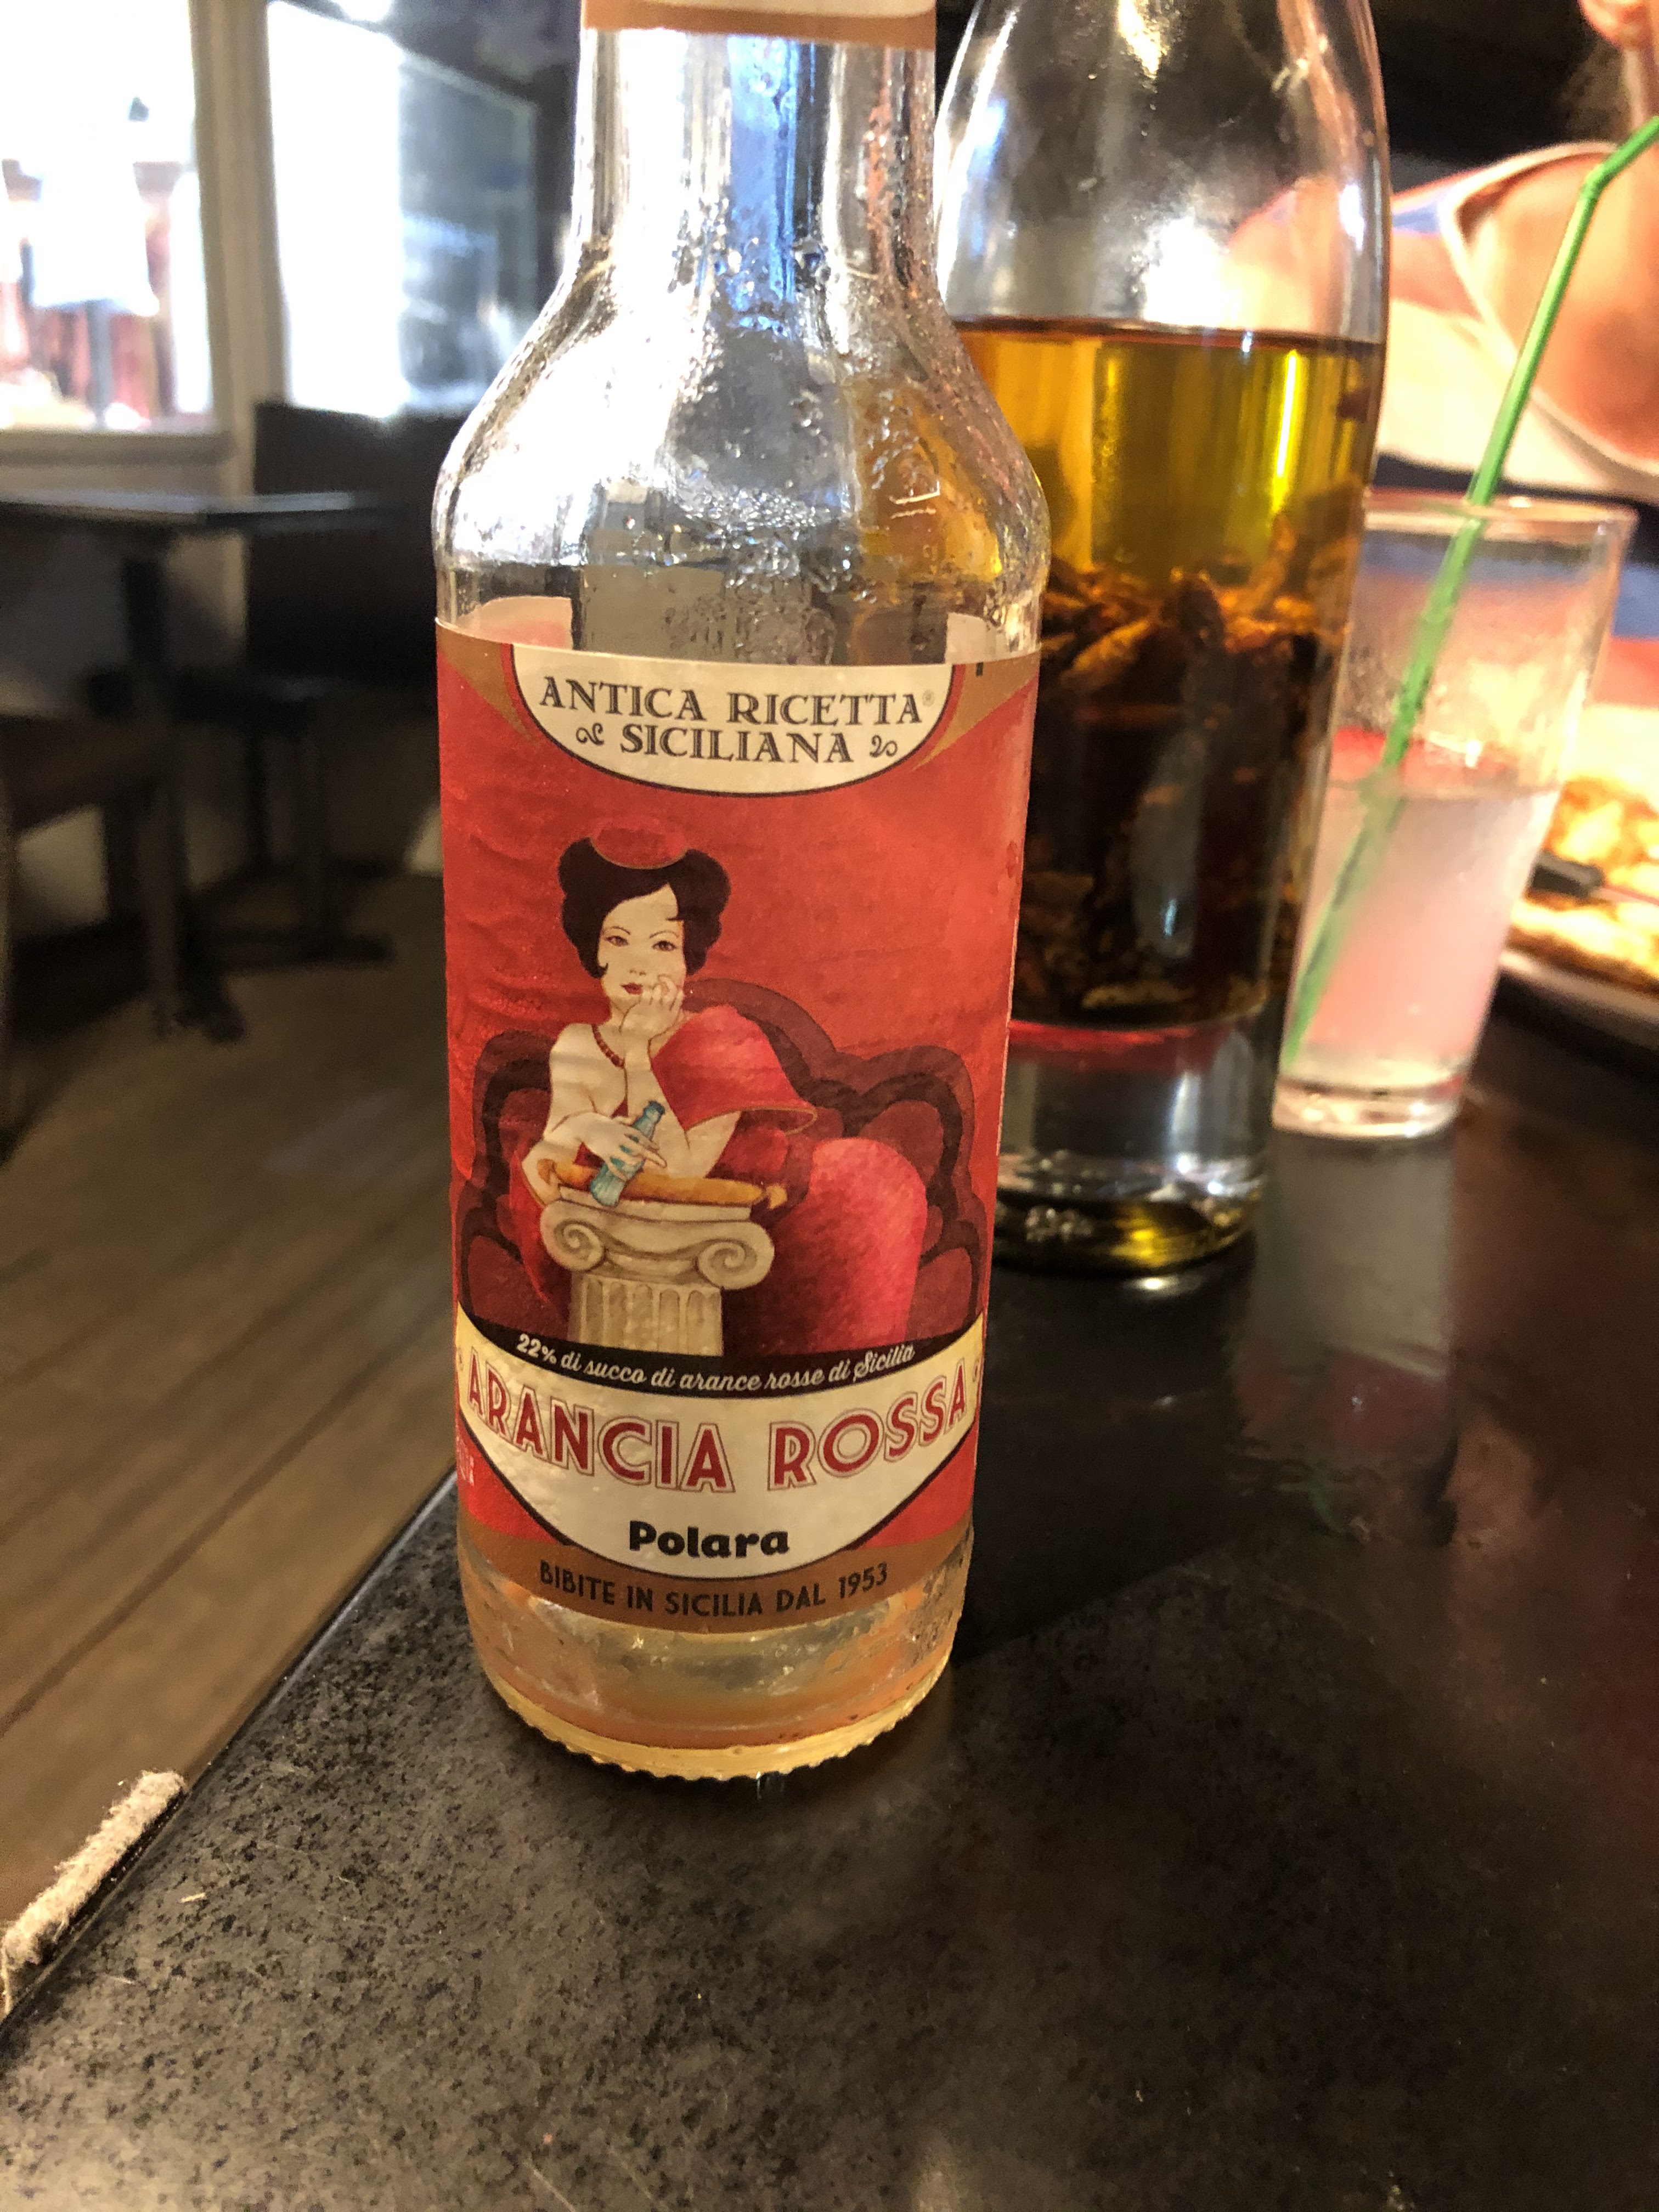 ANTICA RICETTA®
SICILIANA
22% di succo di arance rosse di Sicilia
ARANCIA ROSSA
Polara
BIBITE IN SICILIA DAL 1953